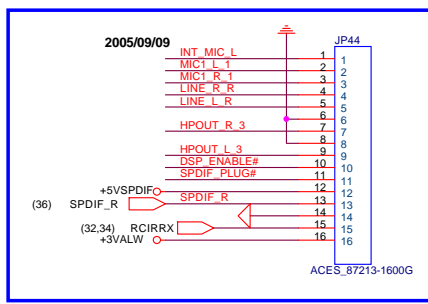 2005/09/09
JP44
INT_MIC_L 1 1
MIC1_L_1 2 2
MIC1_R_1 3 3
LINE_R_R 4 4
LINE_L_R 5 5
6 6
HPOUT_R_3 7 7
8 8
HPOUT_L_3 9 9
DSP_ENABLE# 10 10
SPDIF_PLUG# 11 11
+5VSPDIF 12 12
(36) SPDIF_R SPDIF_R 13 13
14 14
(32,34) RCIRRX 15 15
+3VALW 16 16
ACES_87213-1600G